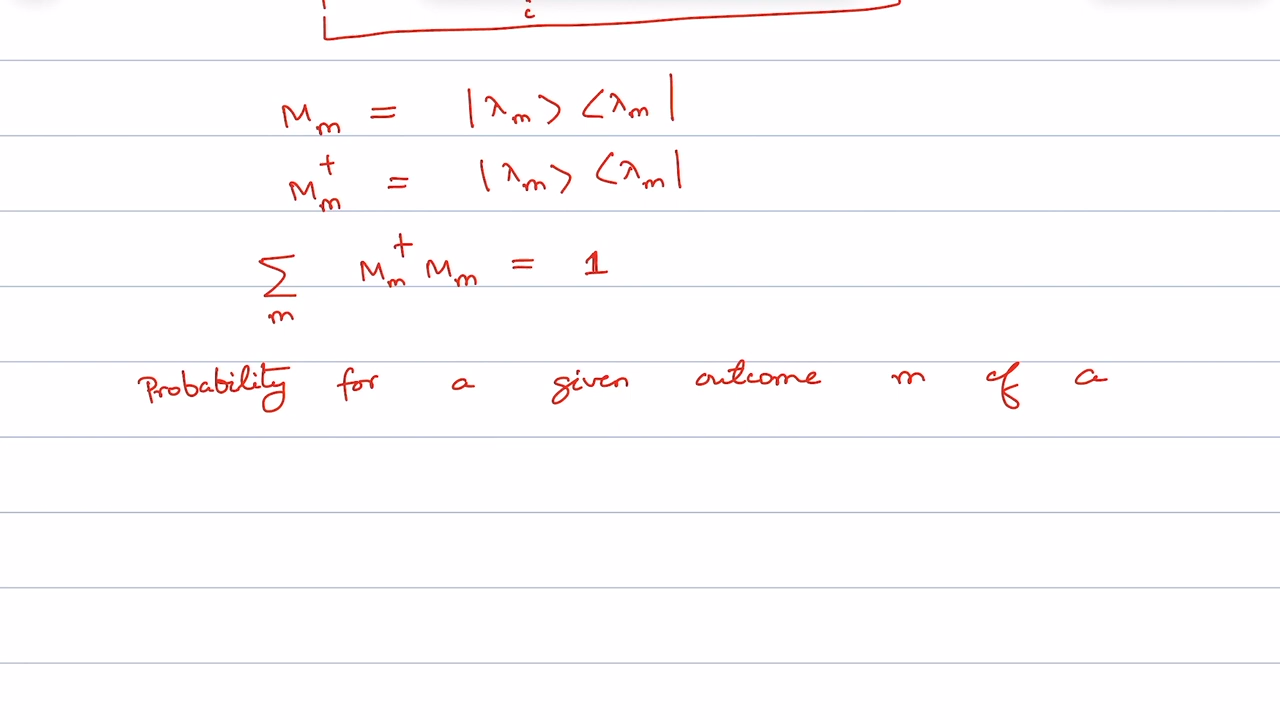 c
M_m = |λ_m> <λ_m|
M_m^† = |λ_m> <λ_m|
∑_m M_m^† M_m = 1
Probability for a given outcome m of a